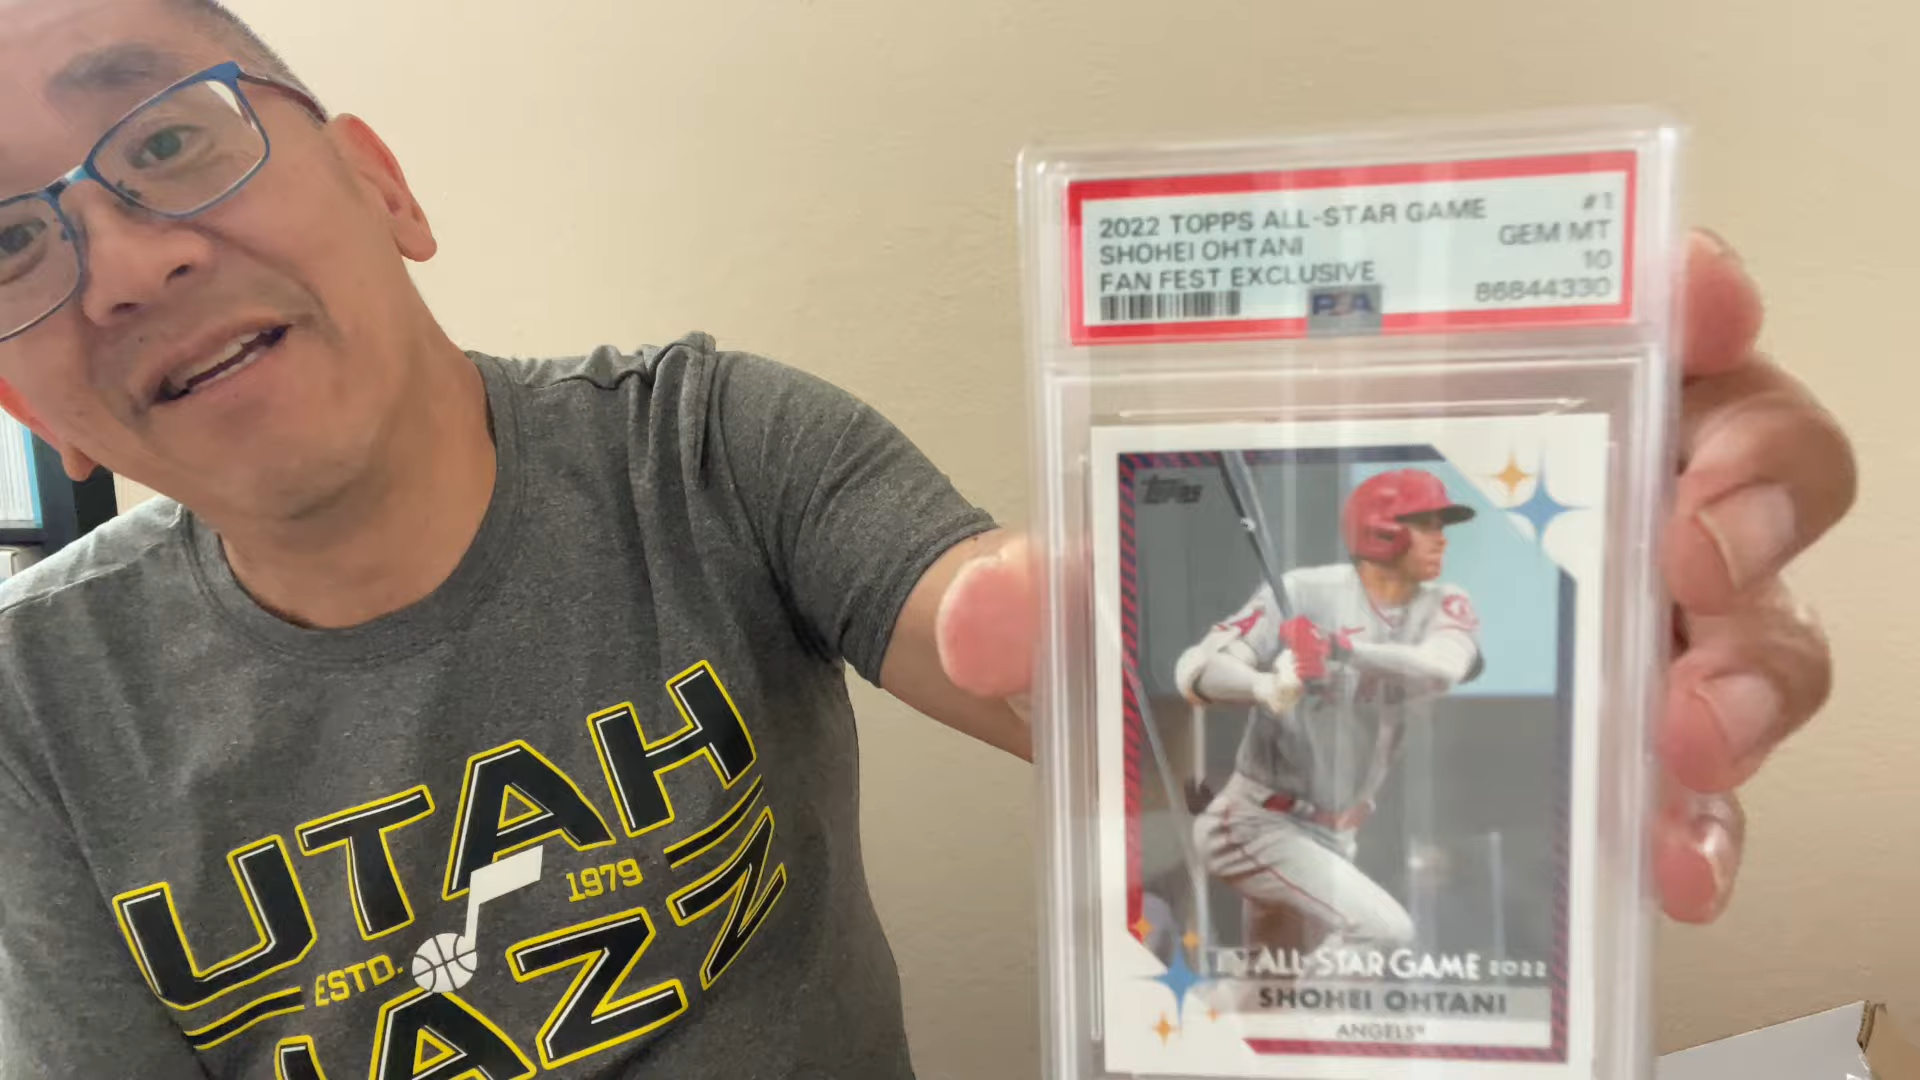 2022 TOPPS ALL-STAR GAME #1
SHOHEI OHTANI GEM MT
FAN FEST EXCLUSIVE 10
PSA 86844330
Topps
ALL-STAR GAME 2022
SHOHEI OHTANI
ANGELS
UTAH
ESTD. 1979
JAZZ